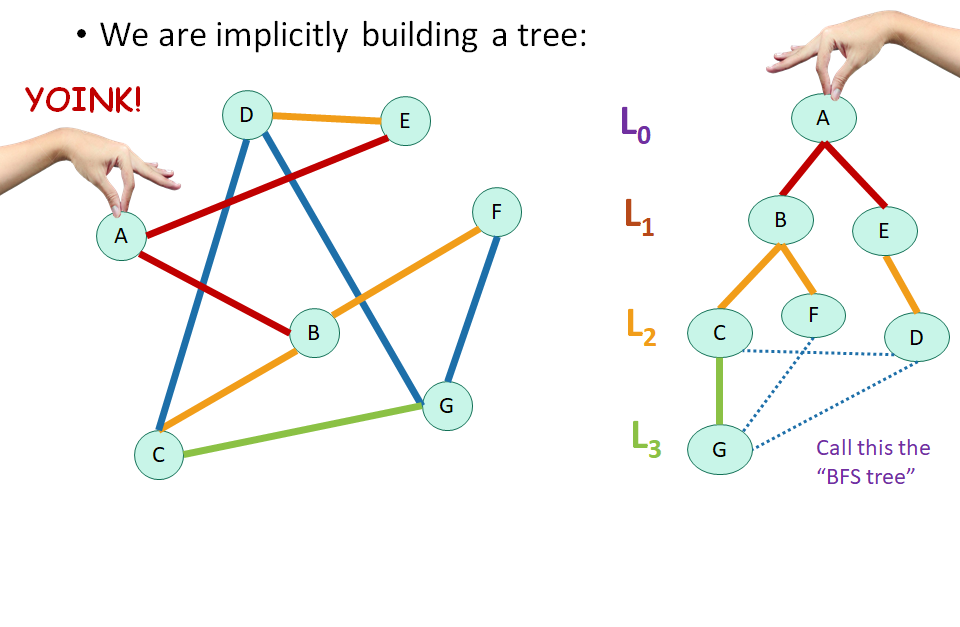 • We are implicitly building a tree:
YOINK!
D
E
A
F
B
G
C
L0
A
L1
B
E
L2
C
F
D
L3
G
Call this the
“BFS tree”